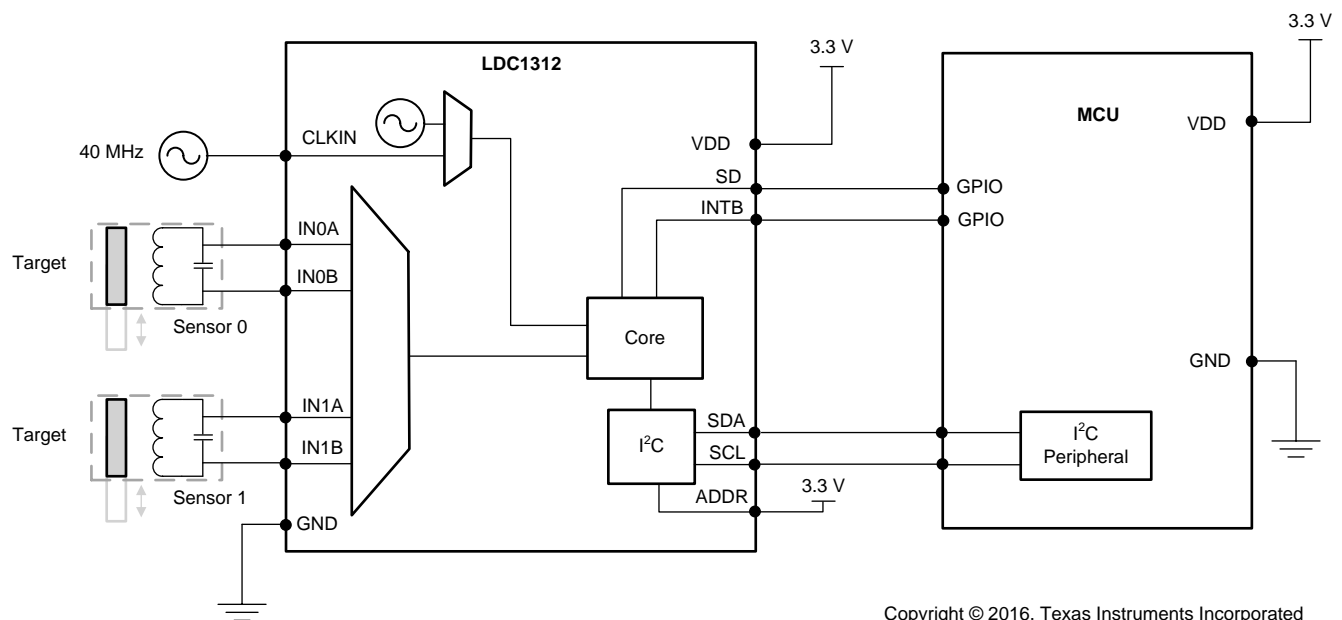 3.3 V
3.3 V
LDC1312
MCU
CLKIN
40 MHz
VDD
VDD
SD
GPIO
INTB
GPIO
IN0A
Target
IN0B
Sensor 0
Core
GND
IN1A
SDA
Target
I²C
I²C
Peripheral
IN1B
SCL
Sensor 1
ADDR
3.3 V
GND
Copyright © 2016, Texas Instruments Incorporated